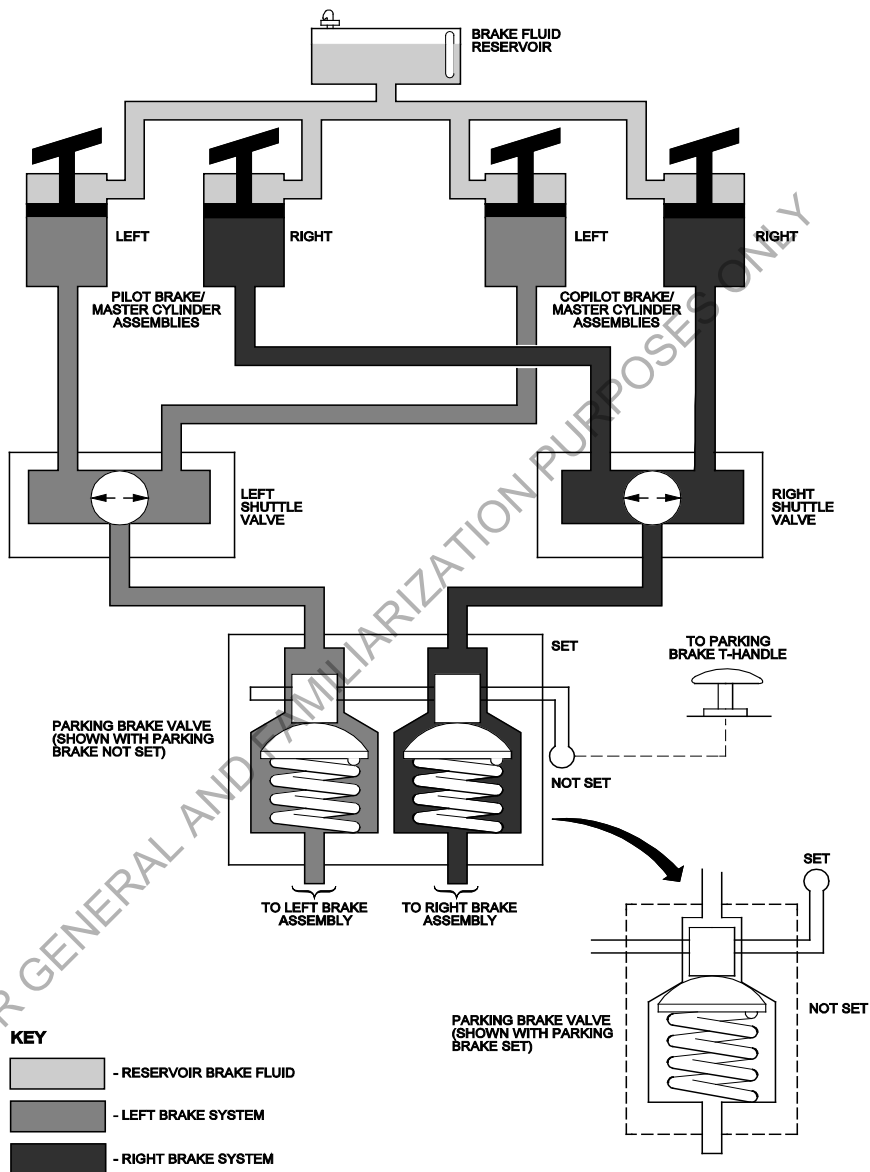 BRAKE FLUID
RESERVOIR
LEFT
RIGHT
LEFT
RIGHT
PILOT BRAKE/
MASTER CYLINDER
ASSEMBLIES
COPILOT BRAKE/
MASTER CYLINDER
ASSEMBLIES
LEFT
SHUTTLE
VALVE
RIGHT
SHUTTLE
VALVE
SET
TO PARKING
BRAKE T-HANDLE
PARKING BRAKE VALVE
(SHOWN WITH PARKING
BRAKE NOT SET)
NOT SET
TO LEFT BRAKE
ASSEMBLY
TO RIGHT BRAKE
ASSEMBLY
SET
NOT SET
PARKING BRAKE VALVE
(SHOWN WITH PARKING
BRAKE SET)
KEY
- RESERVOIR BRAKE FLUID
- LEFT BRAKE SYSTEM
- RIGHT BRAKE SYSTEM
R GENERAL AND FAMILIARIZATION PURPOSES ONLY